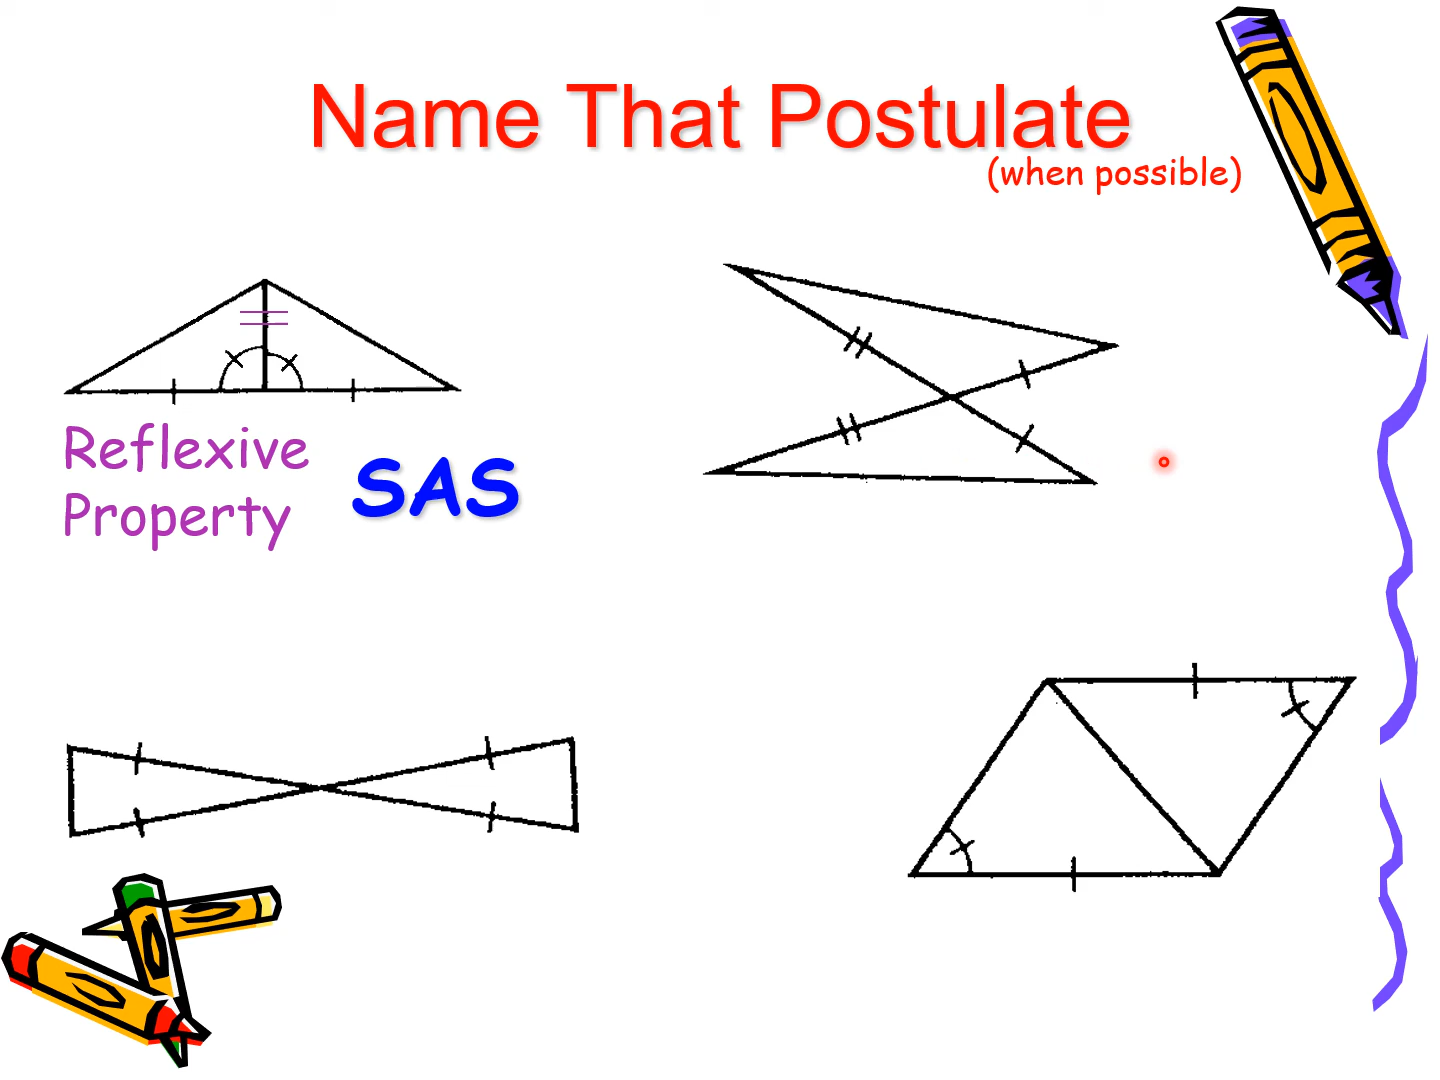 Name That Postulate
(when possible)
Reflexive
Property
SAS